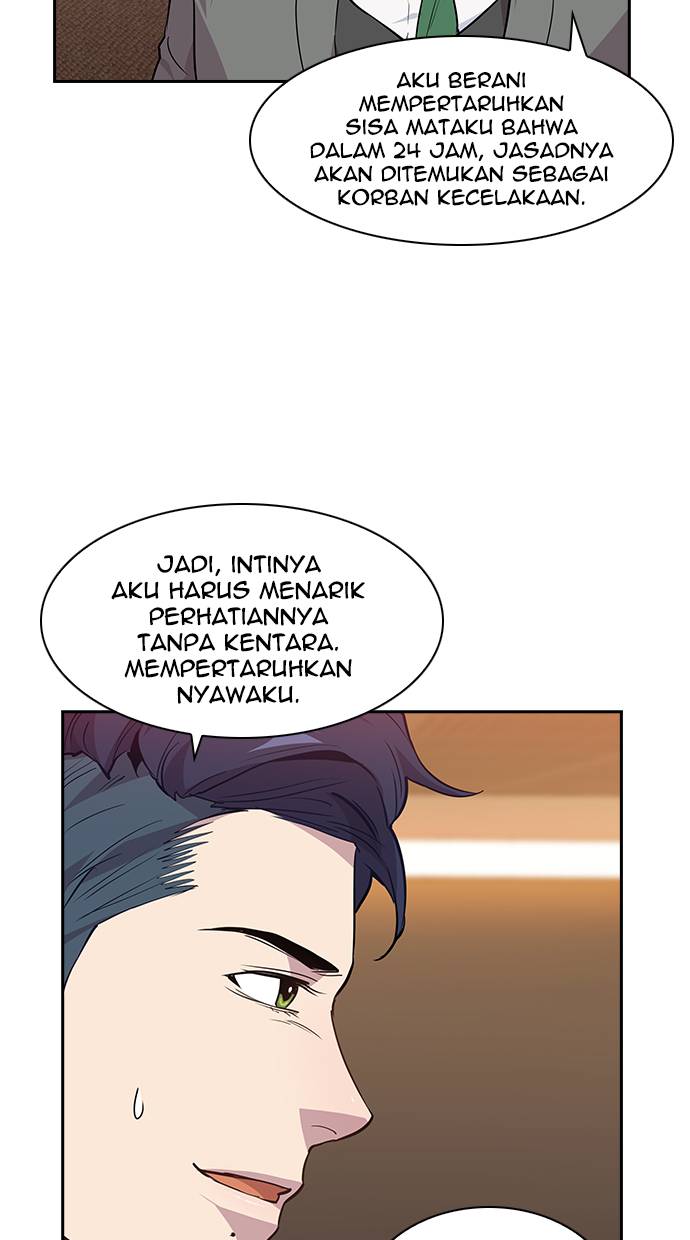 AKU BERANI
MEMPERTARUHKAN
SISA MATAKU BAHWA
DALAM 24 JAM, JASADNYA
AKAN DITEMUKAN SEBAGAI
KORBAN KECELAKAAN.
JADI, INTINYA
AKU HARUS MENARIK
PERHATIANNYA
TANPA KENTARA.
MEMPERTARUHKAN
NYAWAKU.